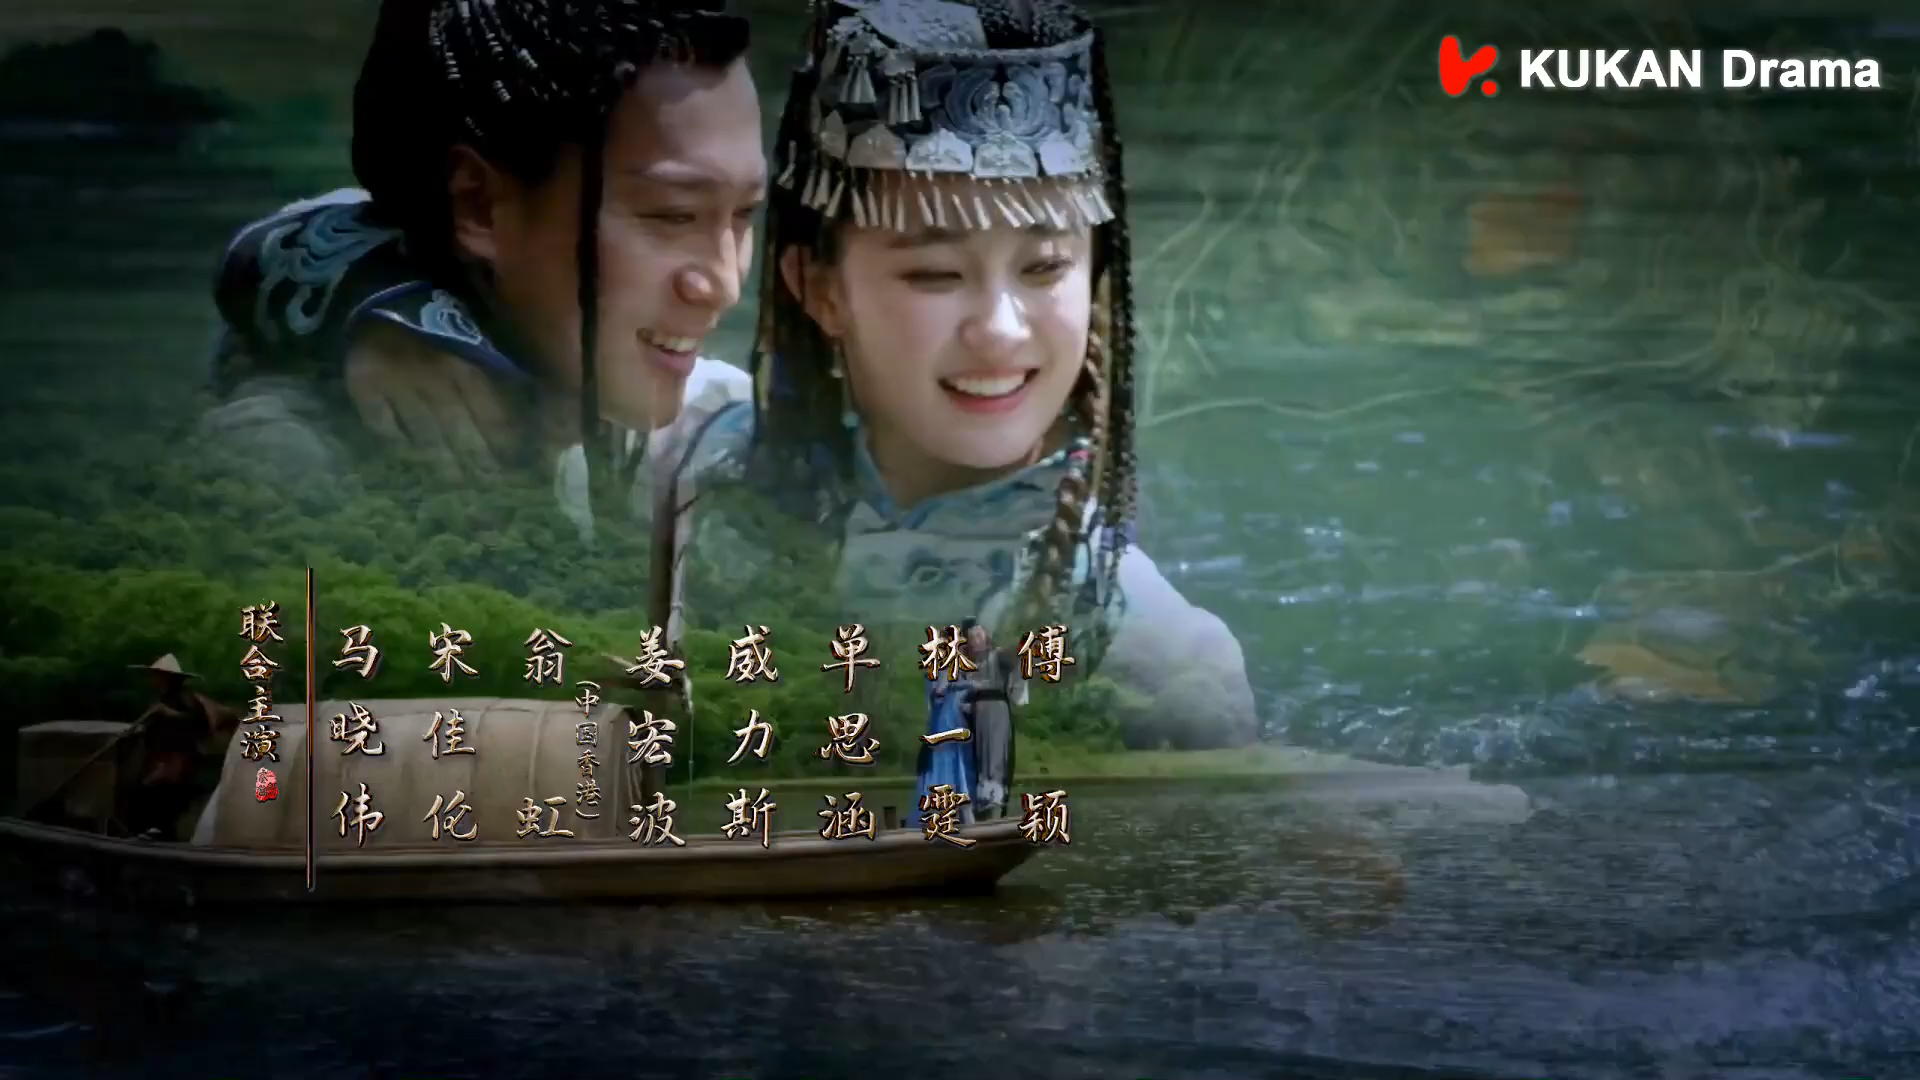 KUKAN Drama
联合主演
马晓伟
宋佳伦
翁虹
(中国香港)
姜宏波
威力斯
单思涵
林一霆
傅颖